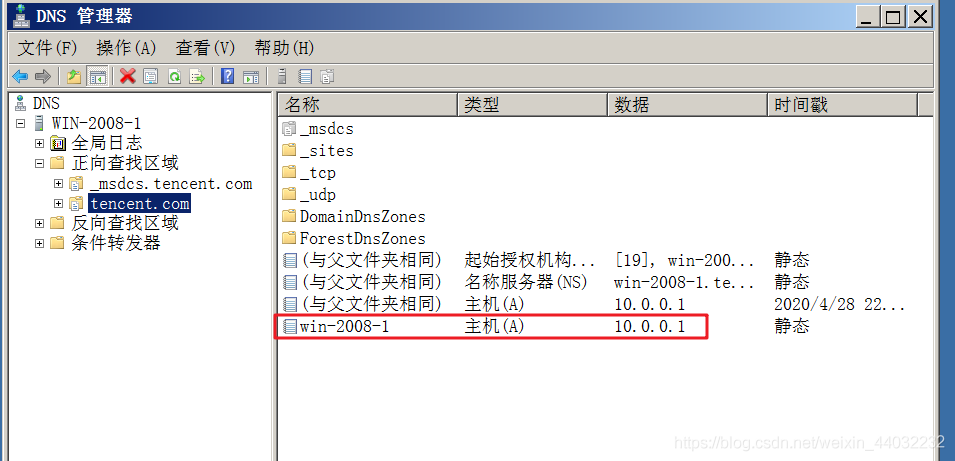 DNS 管理器
文件(F) 操作(A) 查看(V) 帮助(H)
DNS
WIN-2008-1
全局日志
正向查找区域
_msdcs.tencent.com
tencent.com
反向查找区域
条件转发器
名称 类型 数据 时间戳
_msdcs
_sites
_tcp
_udp
DomainDnsZones
ForestDnsZones
(与父文件夹相同) 起始授权机构... [19], win-200... 静态
(与父文件夹相同) 名称服务器(NS) win-2008-1.te... 静态
(与父文件夹相同) 主机(A) 10.0.0.1 2020/4/28 22...
win-2008-1 主机(A) 10.0.0.1 静态
https://blog.csdn.net/weixin_44032232